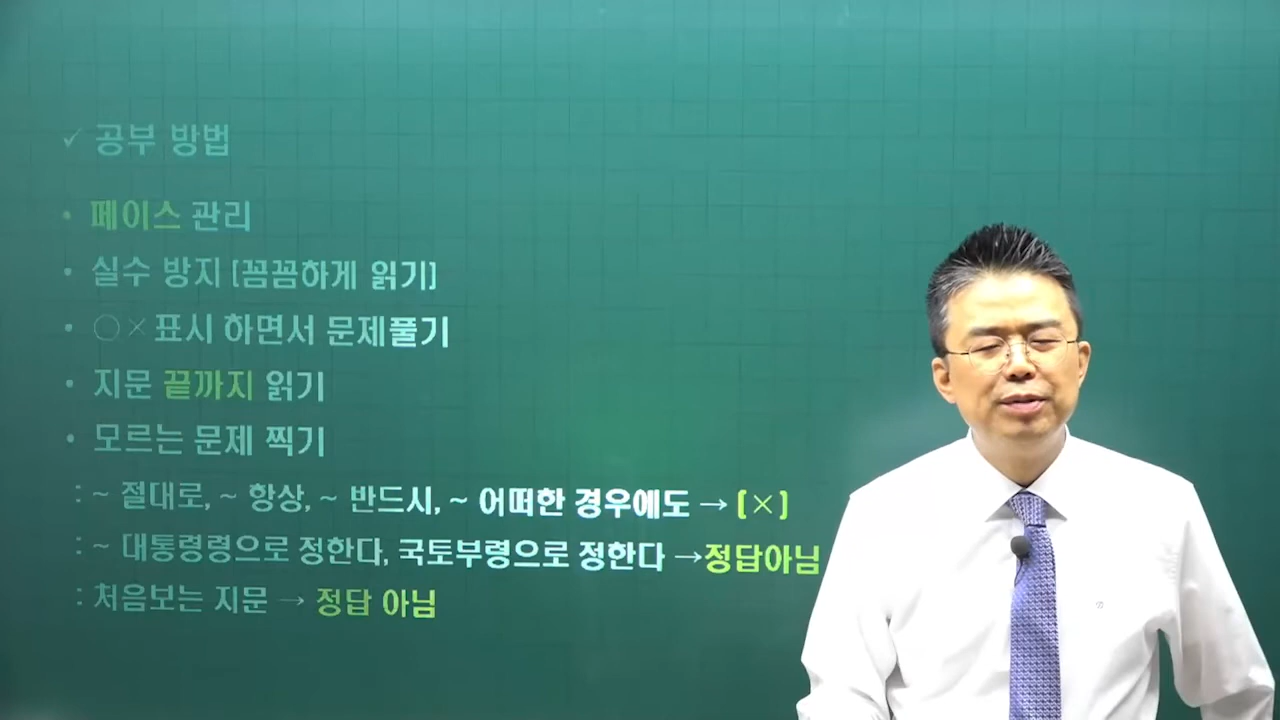 ✓ 공부 방법
• 페이스 관리
• 실수 방지 [꼼꼼하게 읽기]
• ○×표시 하면서 문제풀기
• 지문 끝까지 읽기
• 모르는 문제 찍기
: ~ 절대로, ~ 항상, ~ 반드시, ~ 어떠한 경우에도 → [×]
: ~ 대통령령으로 정한다, 국토부령으로 정한다 →정답아님
: 처음보는 지문 → 정답 아님